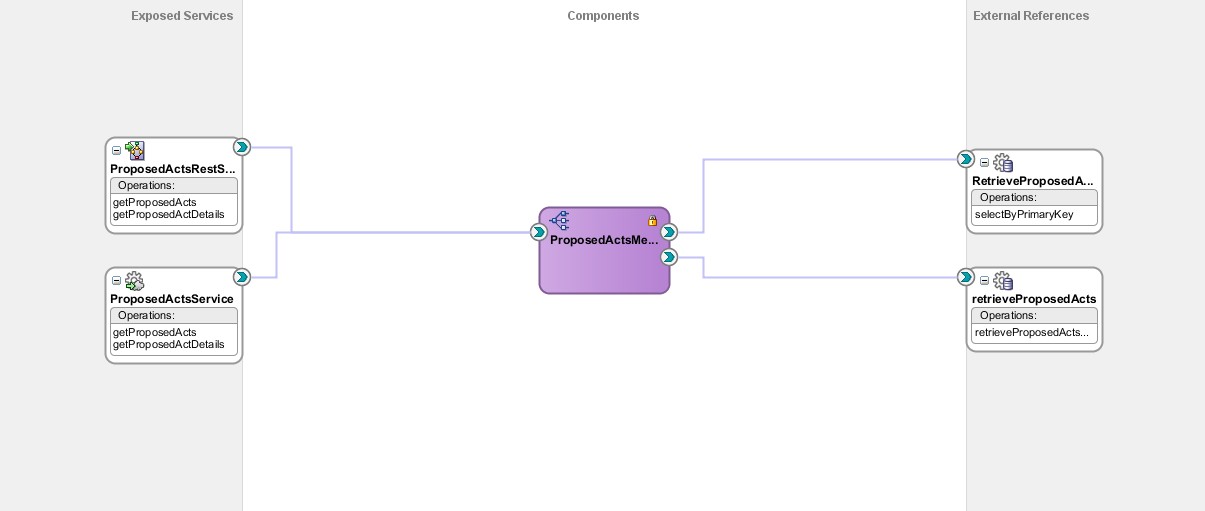 Exposed Services
Components
External References
ProposedActsRestS...
Operations:
getProposedActs
getProposedActDetails
ProposedActsService
Operations:
getProposedActs
getProposedActDetails
ProposedActsMe...
RetrieveProposedA...
Operations:
selectByPrimaryKey
retrieveProposedActs
Operations:
retrieveProposedActs...